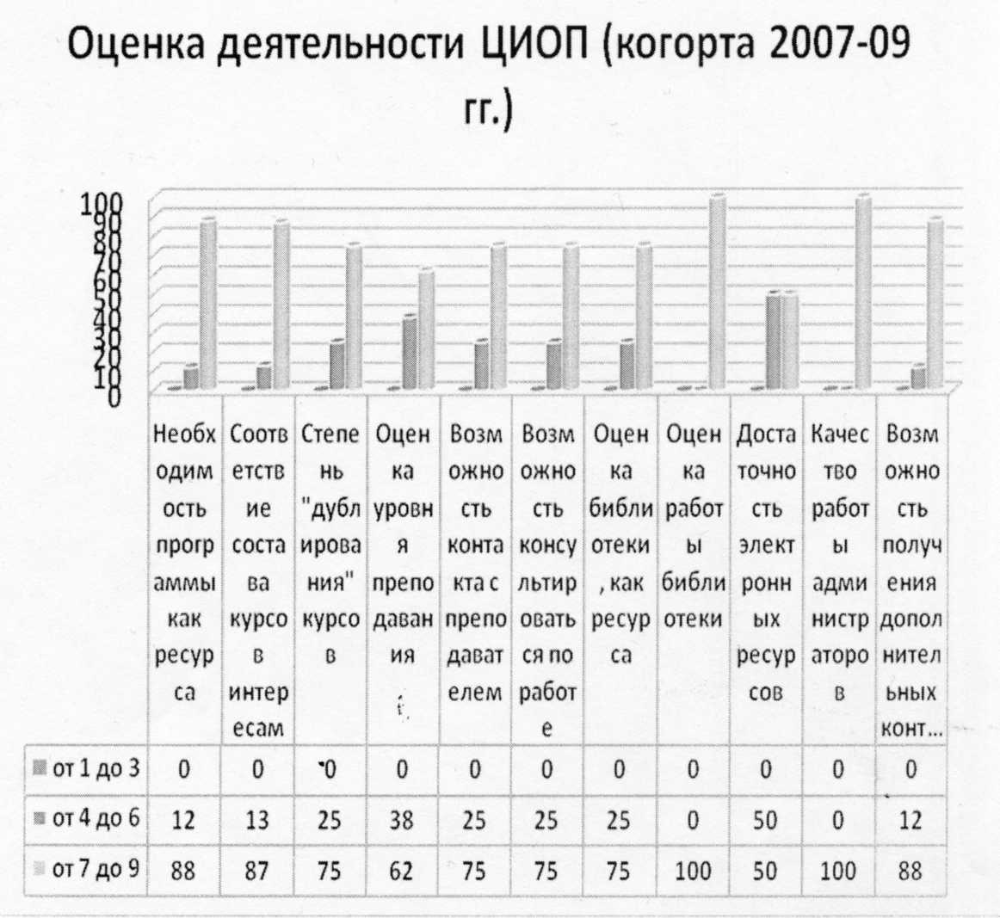 Оценка деятельности ЦИОП (когорта 2007-09
гг.)
100
90
80
70
60
50
40
30
20
10
0
Необх
одим
ость
прогр
аммы
как
ресур
са
Соотв
етств
ие
соста
ва
курсо
в
интер
есам
Степе
нь
"дубл
ирова
ния"
курсо
в
Оцен
ка
уровн
я
препо
даван
ия
Возм
ожно
сть
конта
кта с
препо
дават
елем
Возм
ожно
сть
консу
льтир
овать
ся по
работ
е
Оцен
ка
библи
отеки
, как
ресур
са
Оцен
ка
работ
ы
библи
отеки
Доста
точно
сть
элект
ронн
ых
ресур
сов
Качес
тво
работ
ы
адми
нистр
аторо
в
Возм
ожно
сть
получ
ения
допол
нител
ьных
конт...
от 1 до 3 0 0 0 0 0 0 0 0 0 0 0
от 4 до 6 12 13 25 38 25 25 25 0 50 0 12
от 7 до 9 88 87 75 62 75 75 75 100 50 100 88